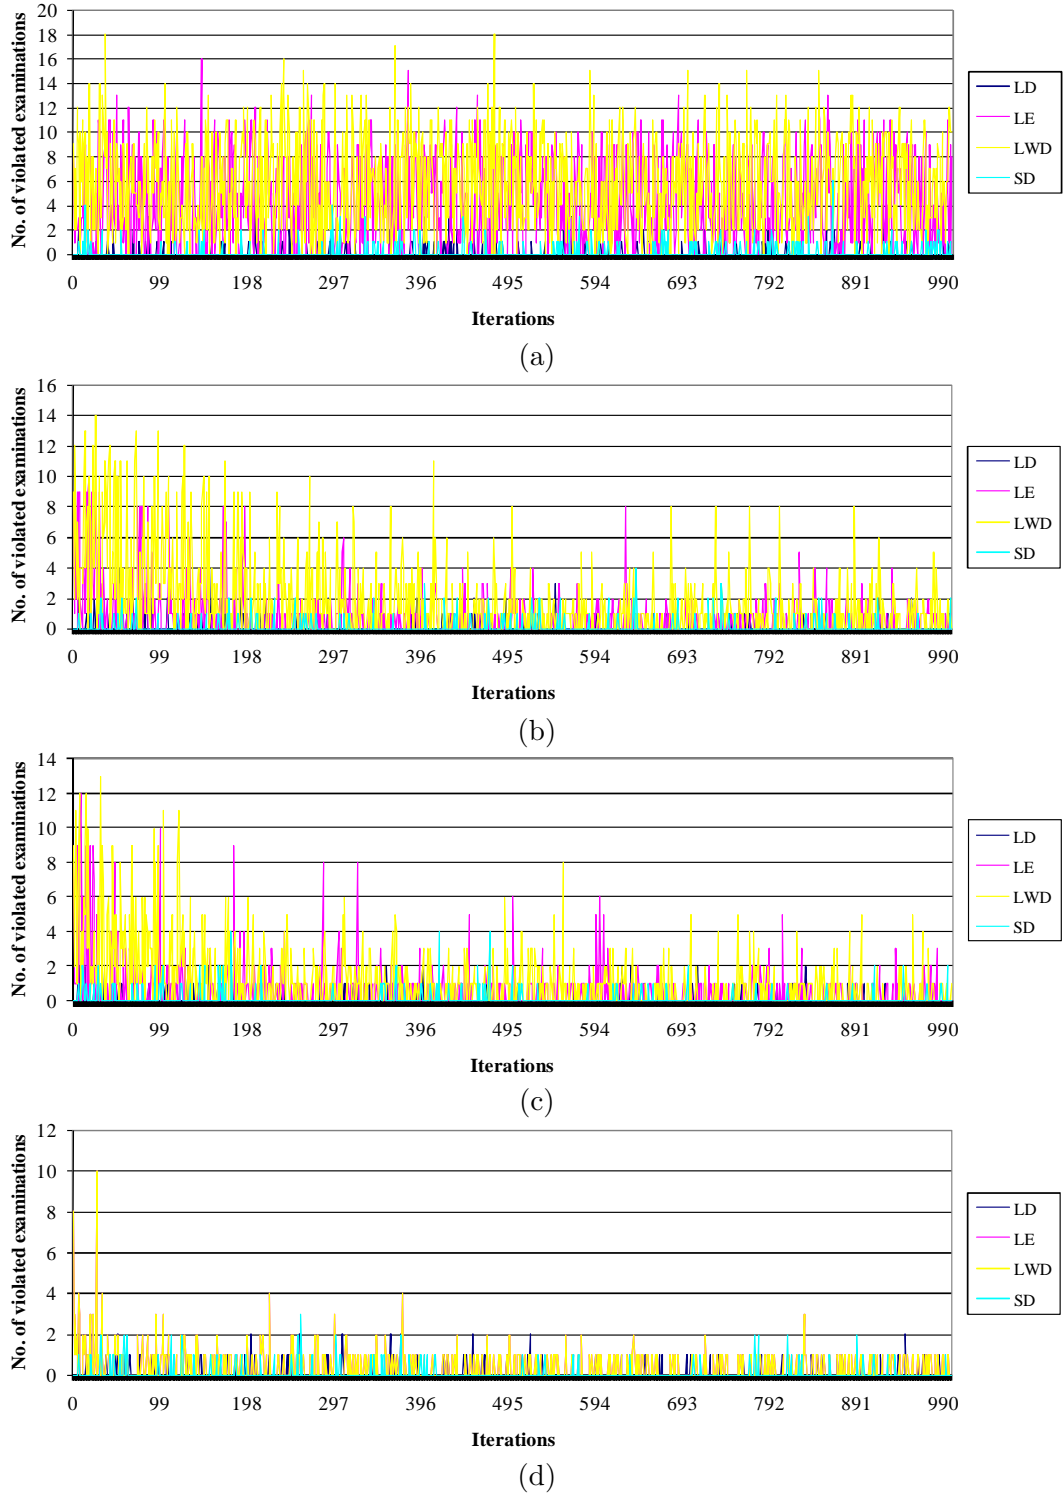 No. of violated examinations
20
18
16
14
12
10
8
6
4
2
0
0 99 198 297 396 495 594 693 792 891 990
Iterations
LD
LE
LWD
SD
(a)
No. of violated examinations
16
14
12
10
8
6
4
2
0
0 99 198 297 396 495 594 693 792 891 990
Iterations
LD
LE
LWD
SD
(b)
No. of violated examinations
14
12
10
8
6
4
2
0
0 99 198 297 396 495 594 693 792 891 990
Iterations
LD
LE
LWD
SD
(c)
No. of violated examinations
12
10
8
6
4
2
0
0 99 198 297 396 495 594 693 792 891 990
Iterations
LD
LE
LWD
SD
(d)